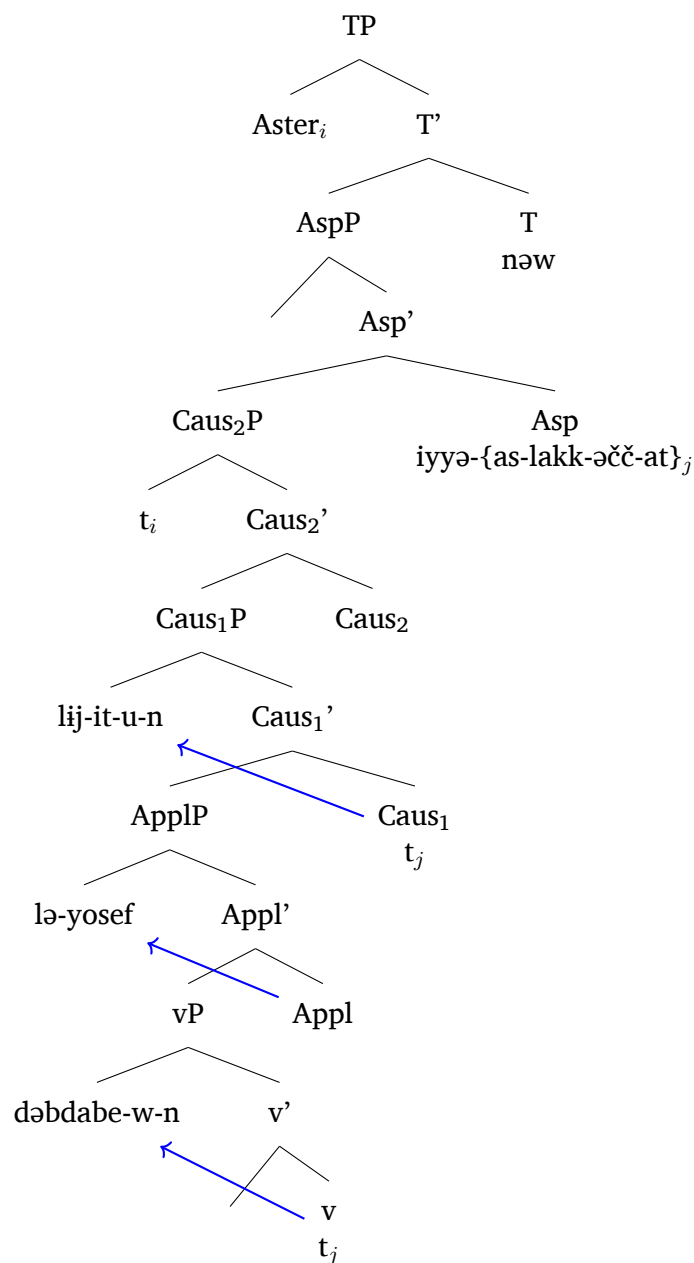 TP
Aster_i T’
AspP T
nəw
Asp’
Caus₂P Asp
iyyə-{as-lakk-əčč-at}_j
t_i Caus₂’
Caus₁P Caus₂
lɨj-it-u-n Caus₁’
ApplP Caus₁
t_j
lə-yosef Appl’
vP Appl
dəbdabe-w-n v’
v
t_j